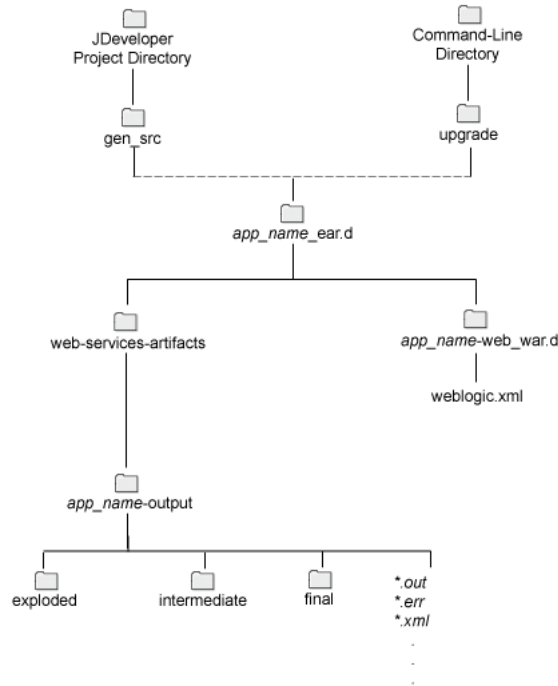 JDeveloper
Project Directory
Command-Line
Directory
gen_src
upgrade
app_name_ear.d
web-services-artifacts
app_name-web_war.d
weblogic.xml
app_name-output
exploded
intermediate
final
*.out
*.err
*.xml
.
.
.